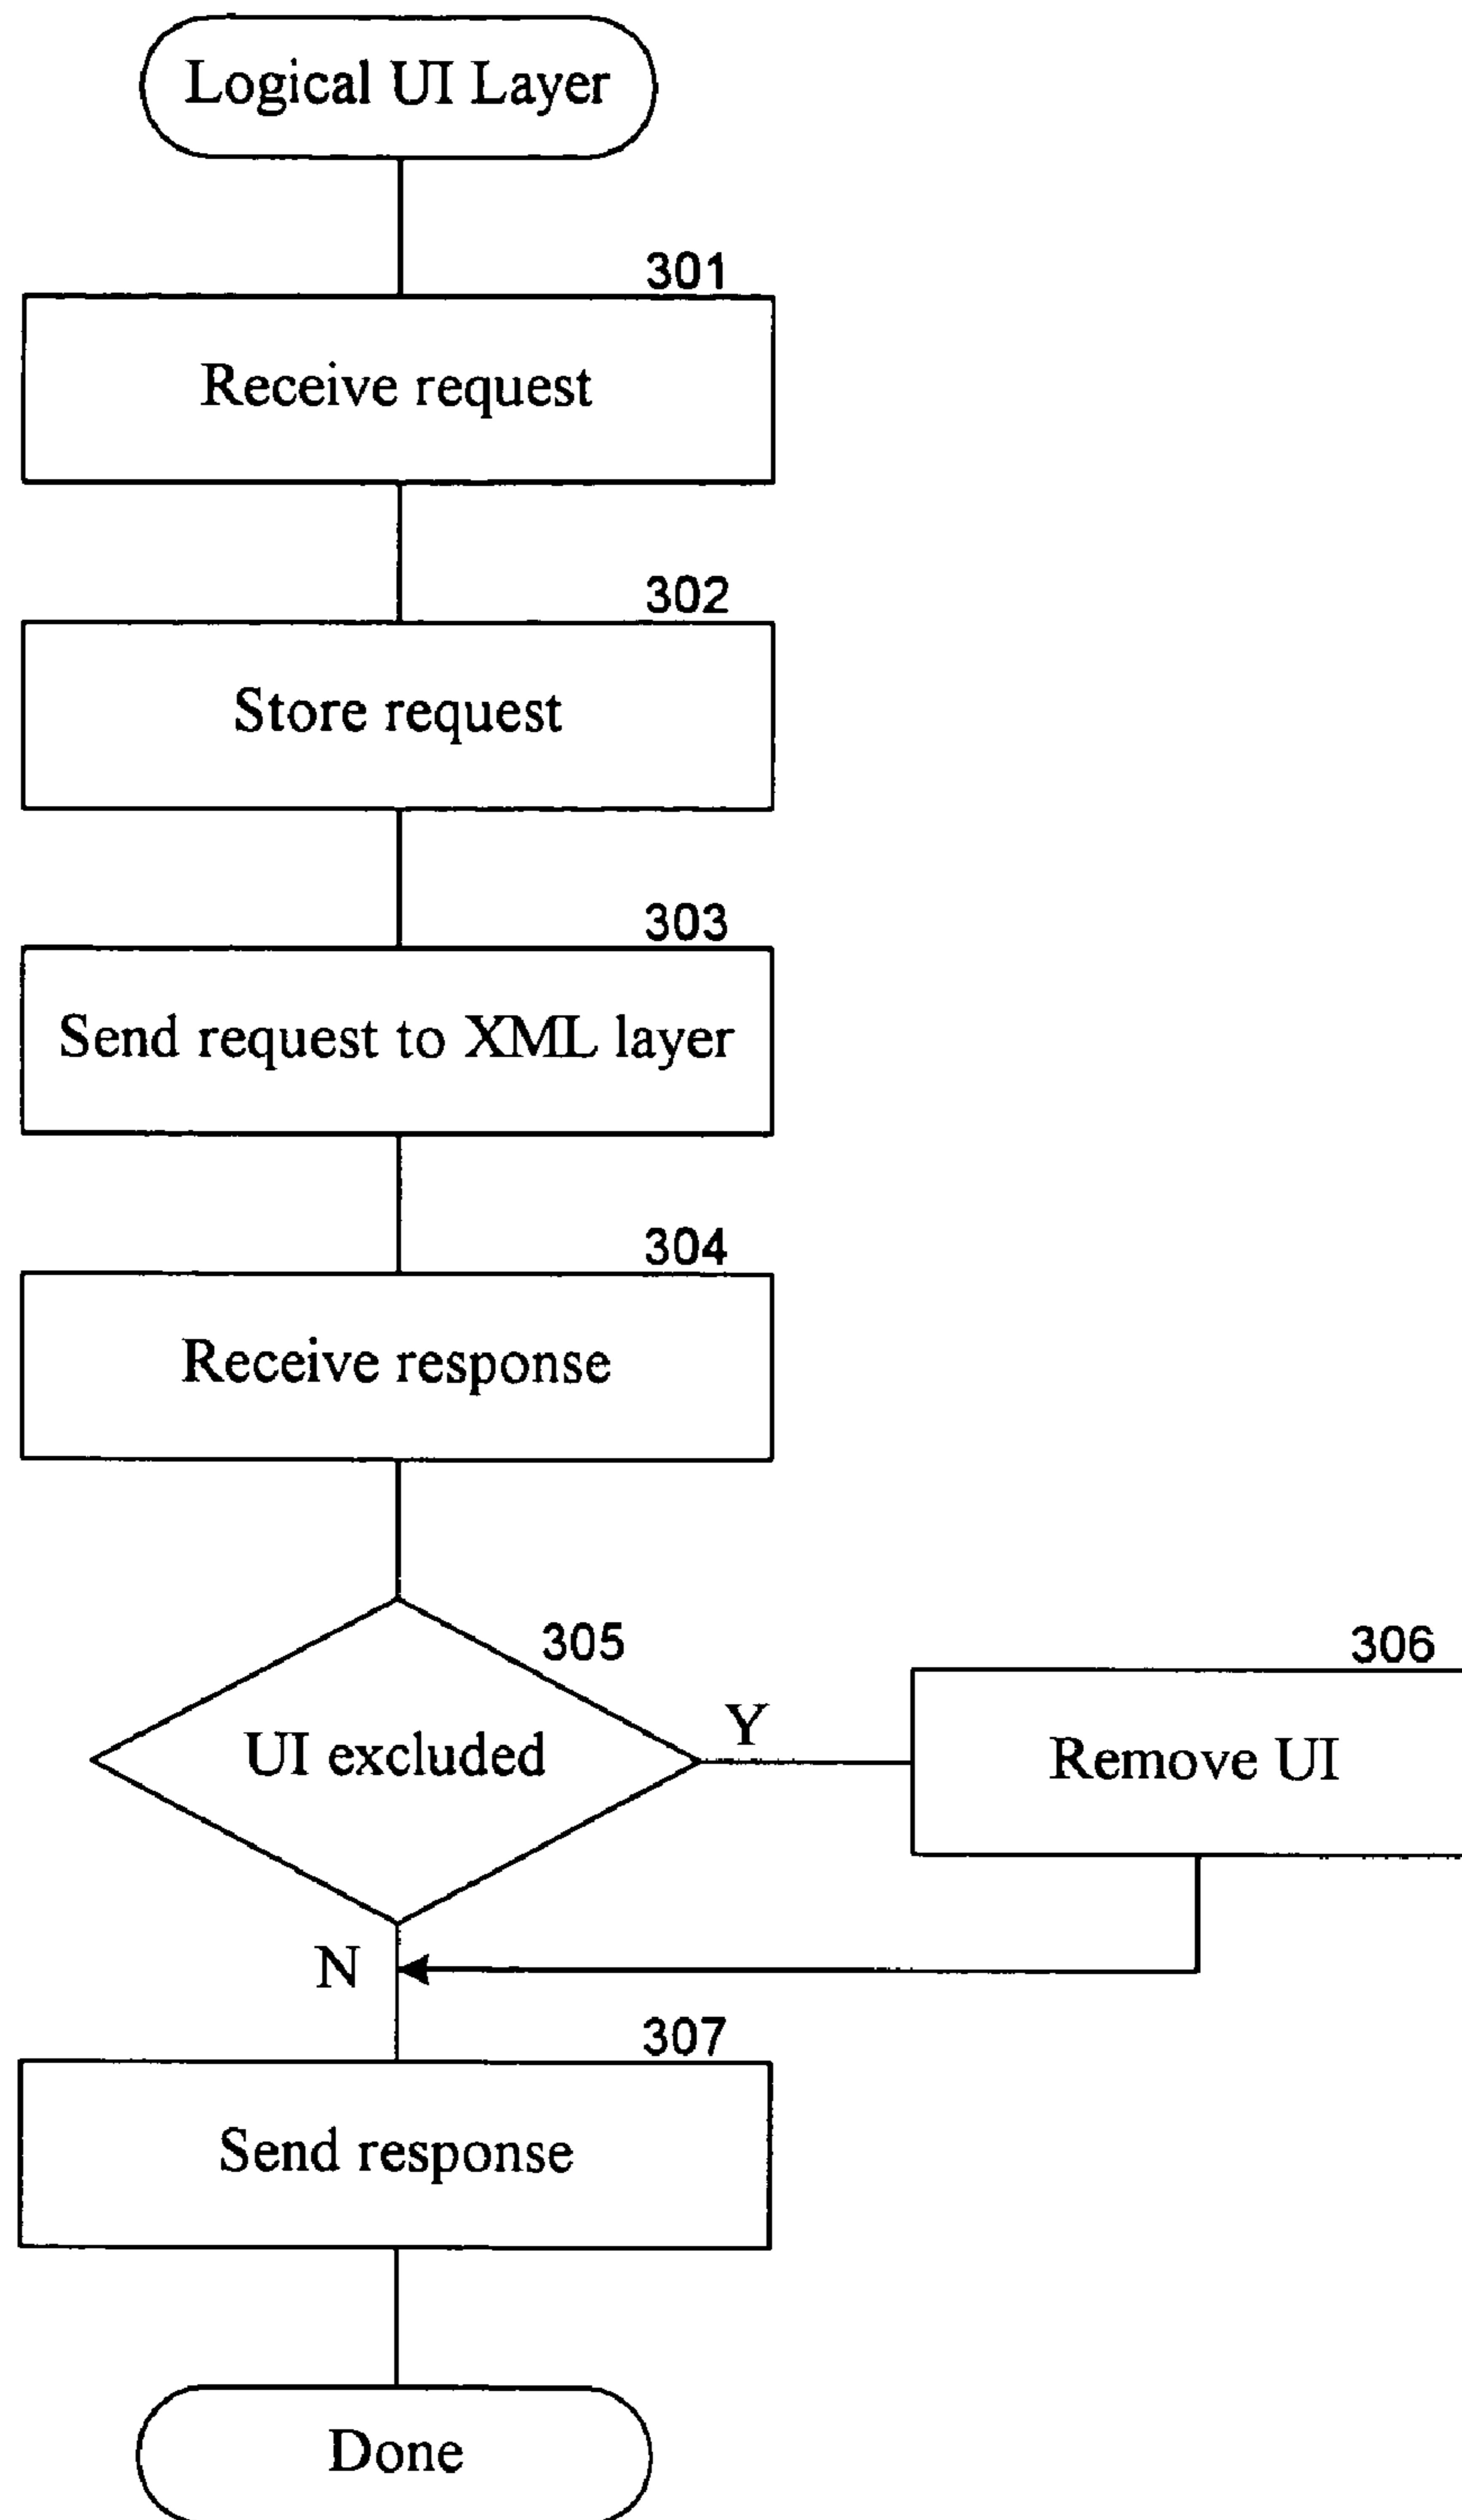 Logical UI Layer
301
Receive request
302
Store request
303
Send request to XML layer
304
Receive response
305
UI excluded
Y
306
Remove UI
N
307
Send response
Done